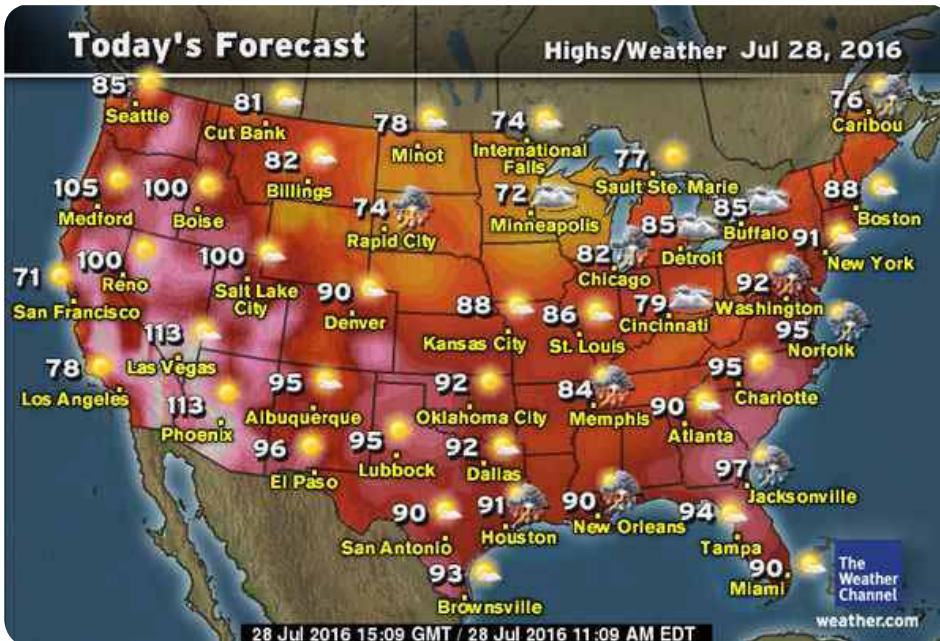 Today's Forecast
Highs/Weather Jul 28, 2016
85
Seattle
81
Cut Bank
78
Minot
74
International
Falls
77
Sault Ste. Marie
76
Caribou
82
Billings
105
Medford
100
Boise
74
Rapid City
72
Minneapolis
85
Detroit
85
Buffalo
88
Boston
91
New York
71
San Francisco
100
Reno
100
Salt Lake
City
90
Denver
82
Chicago
92
Washington
88
Kansas City
86
St. Louis
79
Cincinnati
95
Norfolk
113
Las Vegas
78
Los Angeles
113
Phoenix
95
Albuquerque
92
Oklahoma City
84
Memphis
95
Charlotte
90
Atlanta
96
El Paso
95
Lubbock
92
Dallas
97
Jacksonville
90
San Antonio
91
Houston
90
New Orleans
94
Tampa
90
Miami
93
Brownsville
The
Weather
Channel
weather.com
28 Jul 2016 15:09 GMT / 28 Jul 2016 11:09 AM EDT